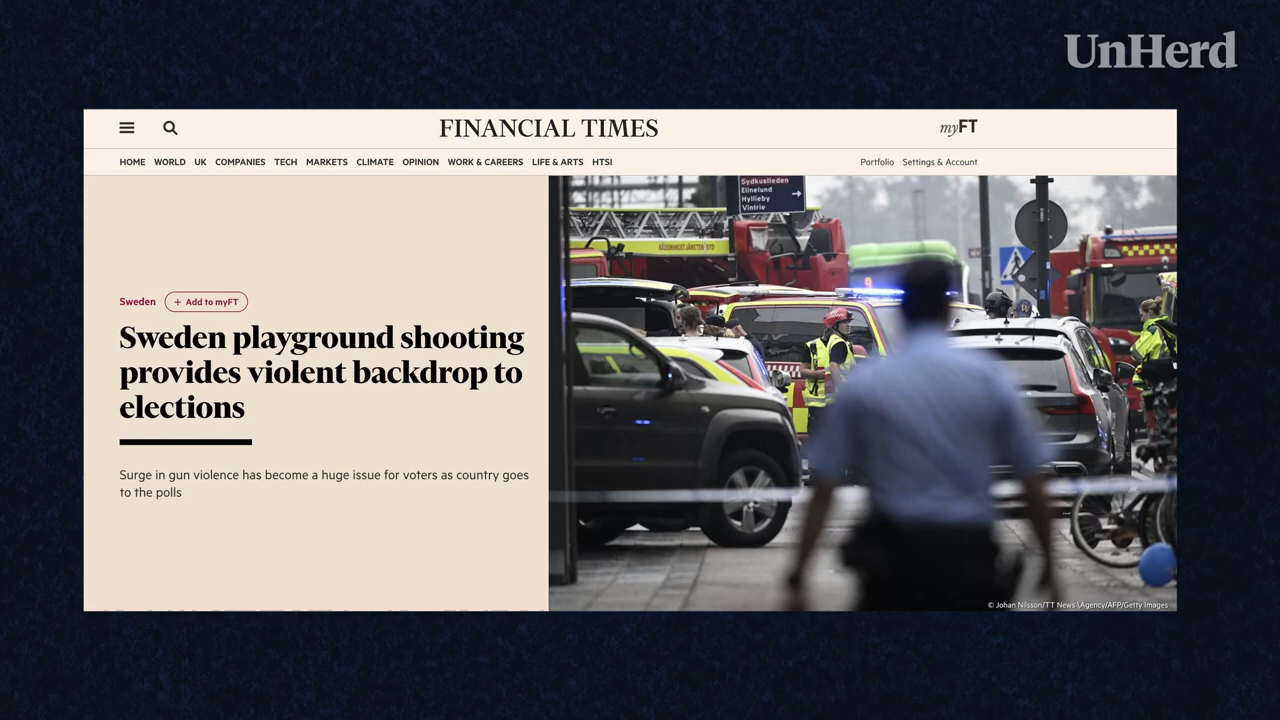 UnHerd
FINANCIAL TIMES
myFT
HOME WORLD UK COMPANIES TECH MARKETS CLIMATE OPINION WORK & CAREERS LIFE & ARTS HTSI
Portfolio Settings & Account
Sydkustleden
Elinelund
Hyllieby
Vintrie
Sweden
+ Add to myFT
Sweden playground shooting
provides violent backdrop to
elections
Surge in gun violence has become a huge issue for voters as country goes
to the polls
© Johan Nilsson/TT News \Agency/AFP/Getty Images